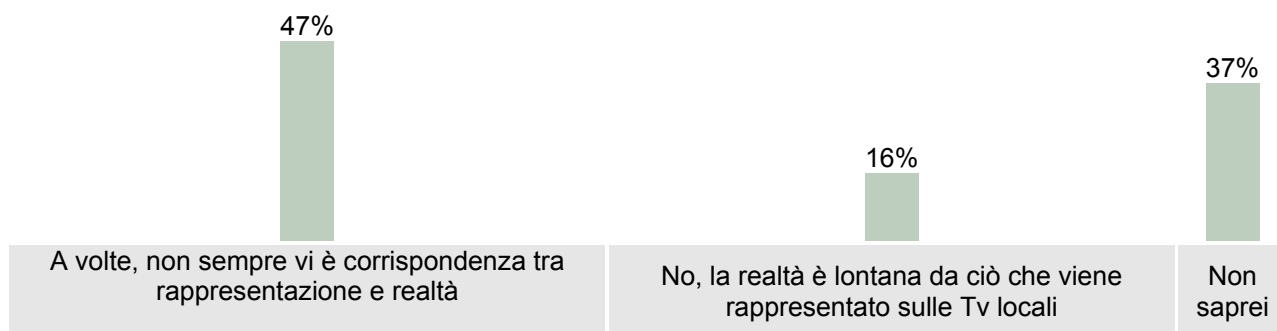 47%
37%
16%
A volte, non sempre vi è corrispondenza tra
rappresentazione e realtà
No, la realtà è lontana da ciò che viene
rappresentato sulle Tv locali
Non
saprei